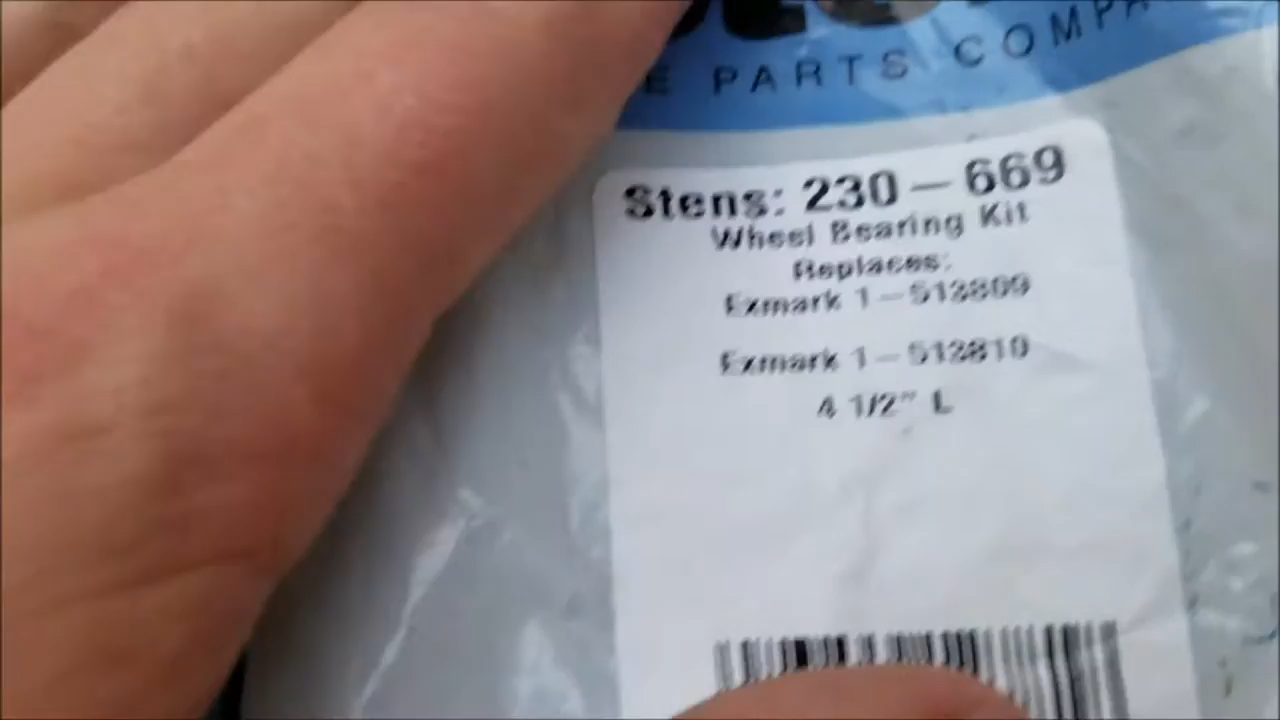 PARTS COMPA
Stens: 230-669
Wheel Bearing Kit
Replaces:
Exmark 1-513809
Exmark 1-513810
4 1/2" L